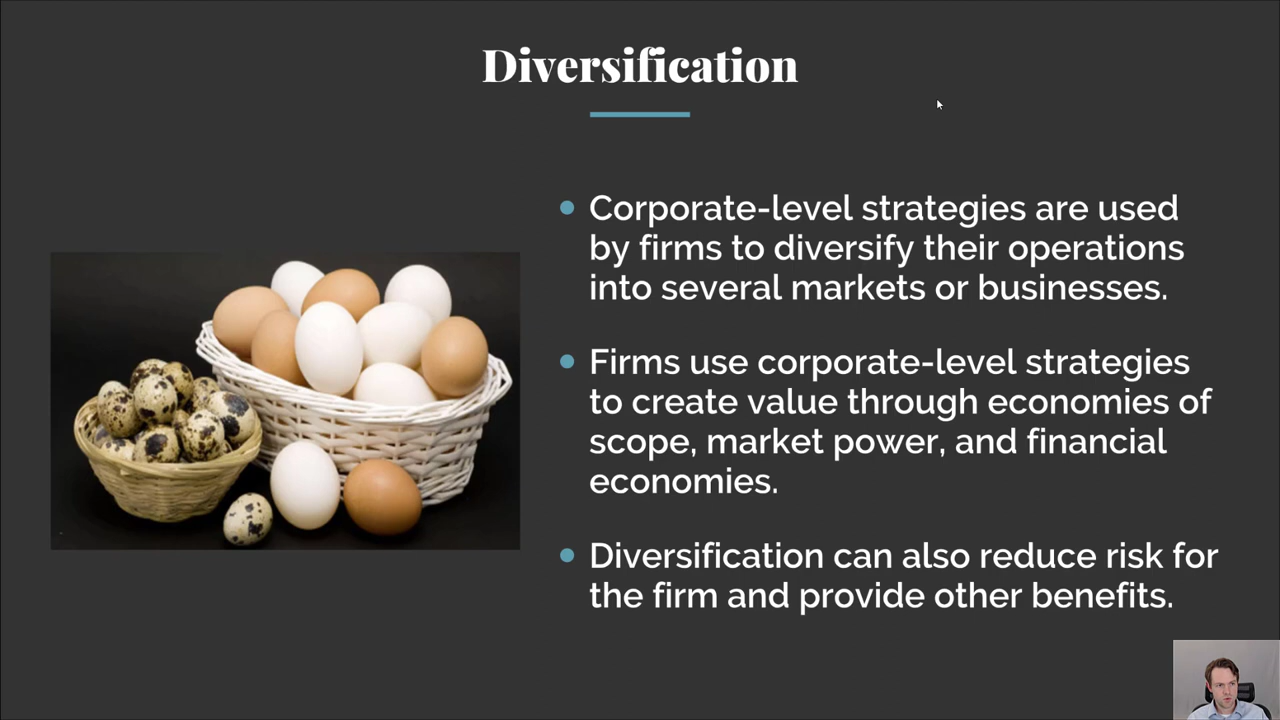 Diversification
Corporate-level strategies are used
by firms to diversify their operations
into several markets or businesses.
Firms use corporate-level strategies
to create value through economies of
scope, market power, and financial
economies.
Diversification can also reduce risk for
the firm and provide other benefits.